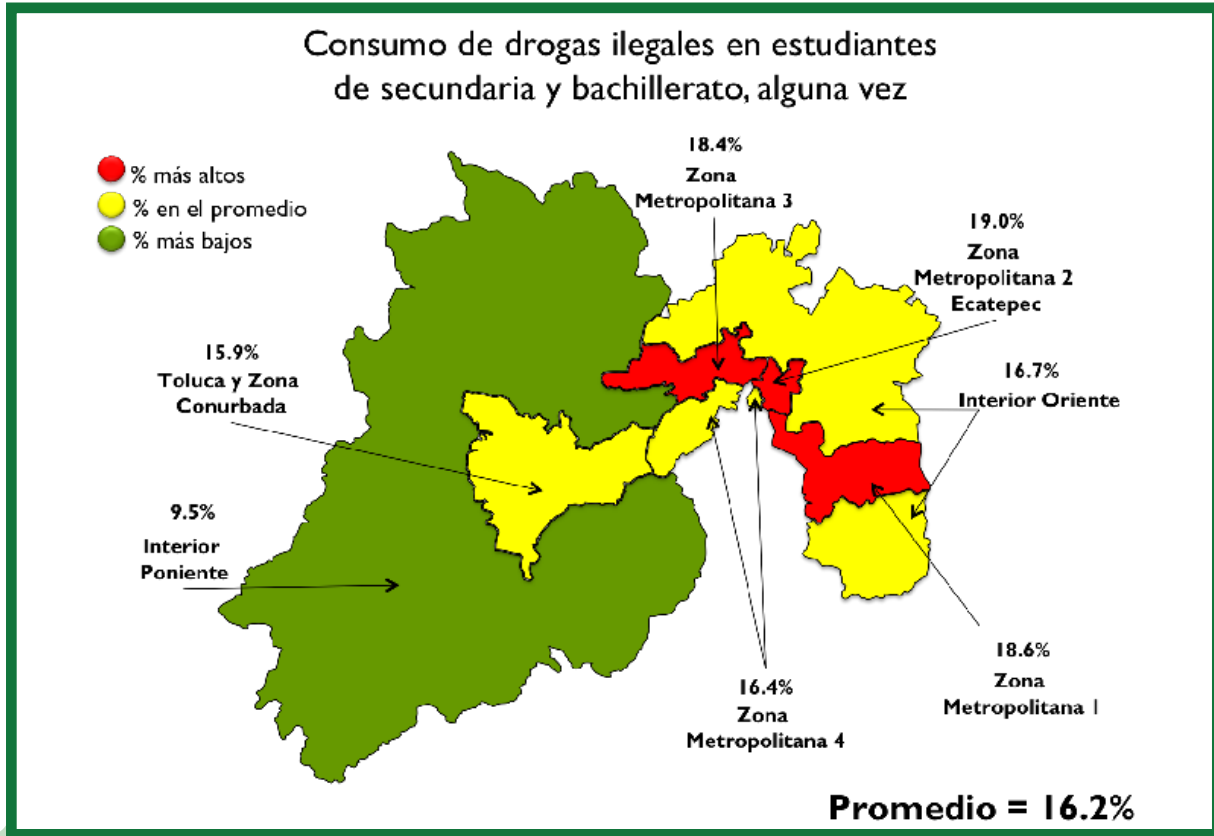 Consumo de drogas ilegales en estudiantes
de secundaria y bachillerato, alguna vez
% más altos
% en el promedio
% más bajos
18.4%
Zona
Metropolitana 3
19.0%
Zona
Metropolitana 2
Ecatepec
15.9%
Toluca y Zona
Conurbada
16.7%
Interior Oriente
9.5%
Interior
Poniente
16.4%
Zona
Metropolitana 4
18.6%
Zona
Metropolitana 1
Promedio = 16.2%